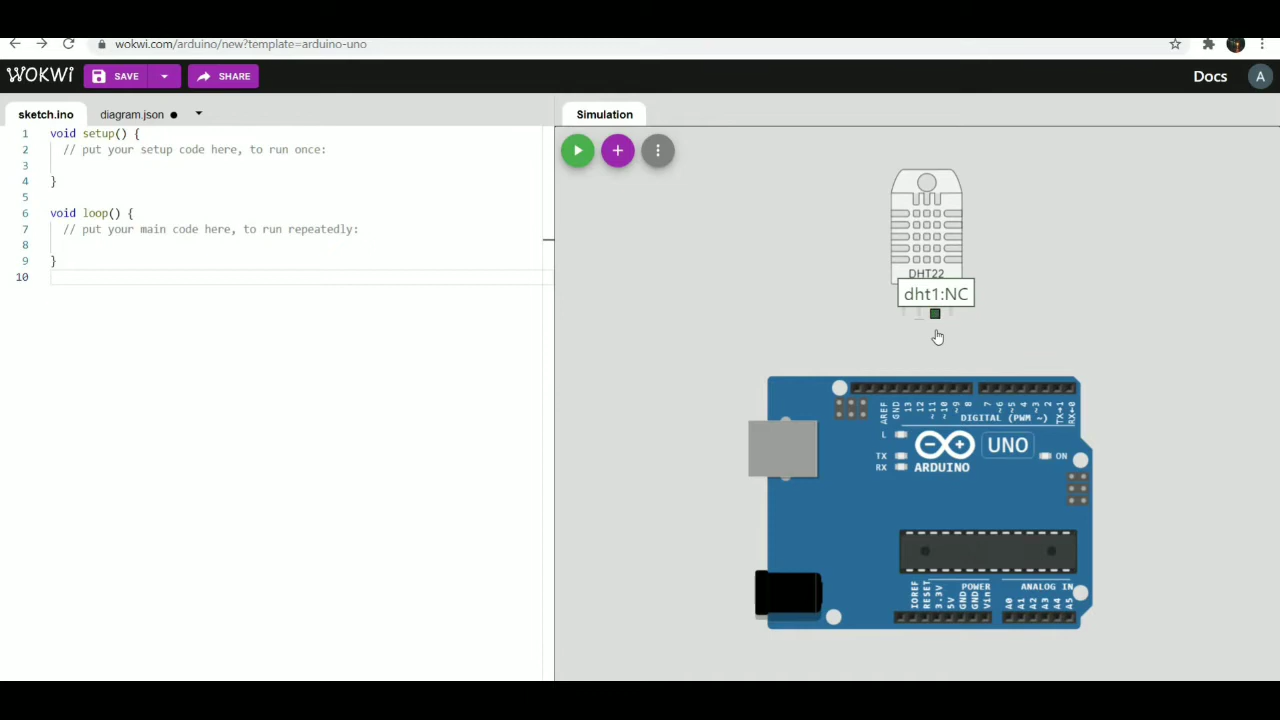 wokwi.com/arduino/new?template=arduino-uno
WOKWI SAVE SHARE Docs A
sketch.ino diagram.json Simulation
1 void setup() {
2 // put your setup code here, to run once:
3
4 }
5
6 void loop() {
7 // put your main code here, to run repeatedly:
8
9 }
10
DHT22
dht1:NC
AREF GND 13 12 ~11 ~10 ~9 8 7 ~6 ~5 4 ~3 2 TX→1 RX←0
DIGITAL (PWM ~)
L
TX
RX
ARDUINO
UNO
ON
POWER
ANALOG IN
IOREF RESET 3.3V 5V GND GND Vin A0 A1 A2 A3 A4 A5